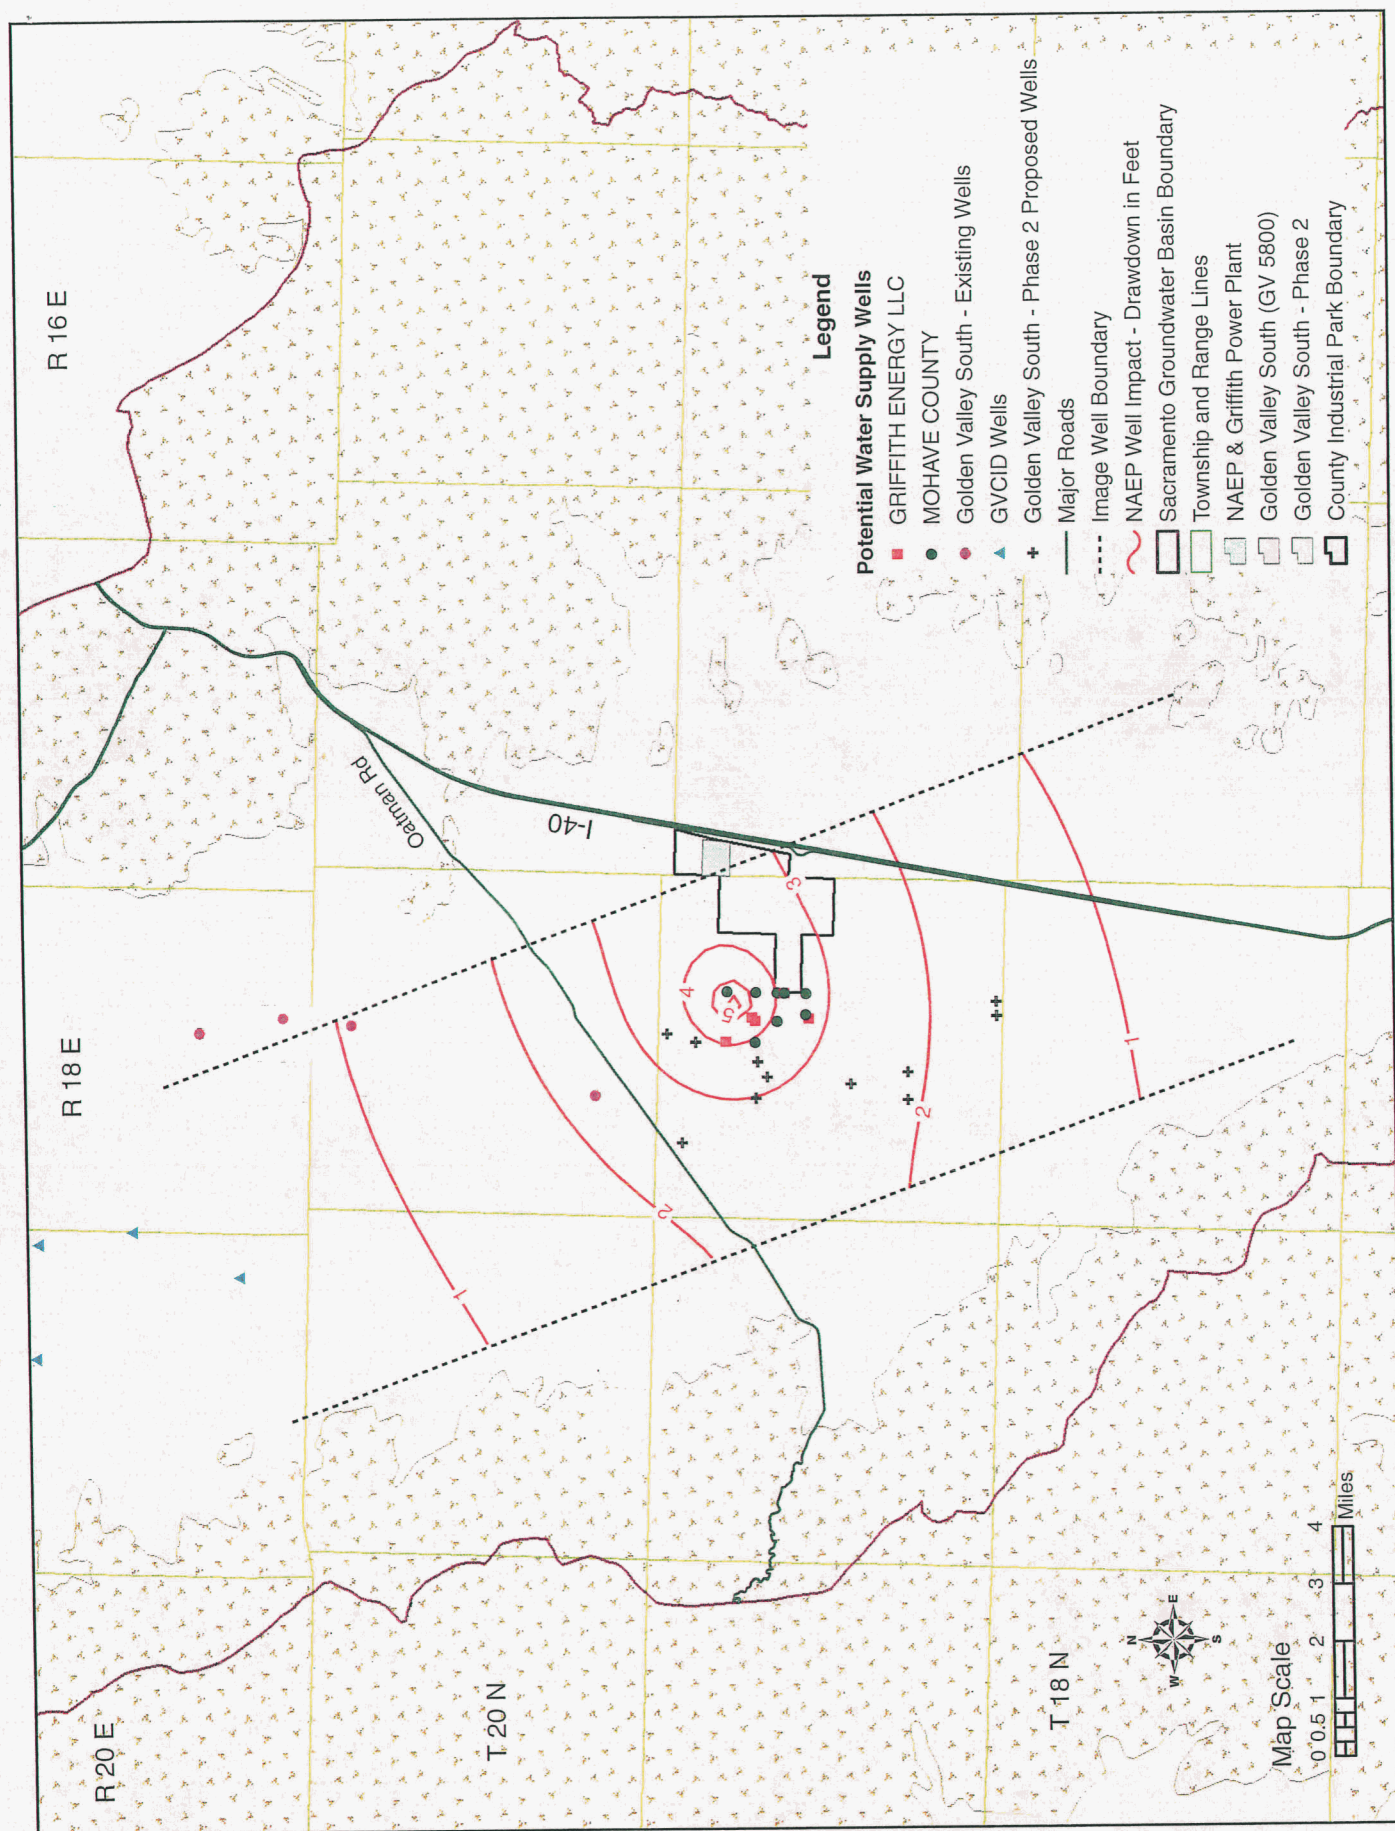 R 20 E
R 18 E
R 16 E
T 20 N
T 18 N
Oatman Rd
I-40
1
2
3
4
5
2
1
N
W
E
S
Map Scale
0 0.5 1 2 3 4
Miles
Legend
Potential Water Supply Wells
GRIFFITH ENERGY LLC
MOHAVE COUNTY
Golden Valley South - Existing Wells
GVCID Wells
Golden Valley South - Phase 2 Proposed Wells
Major Roads
Image Well Boundary
NAEP Well Impact - Drawdown in Feet
Sacramento Groundwater Basin Boundary
Township and Range Lines
NAEP & Griffith Power Plant
Golden Valley South (GV 5800)
Golden Valley South - Phase 2
County Industrial Park Boundary